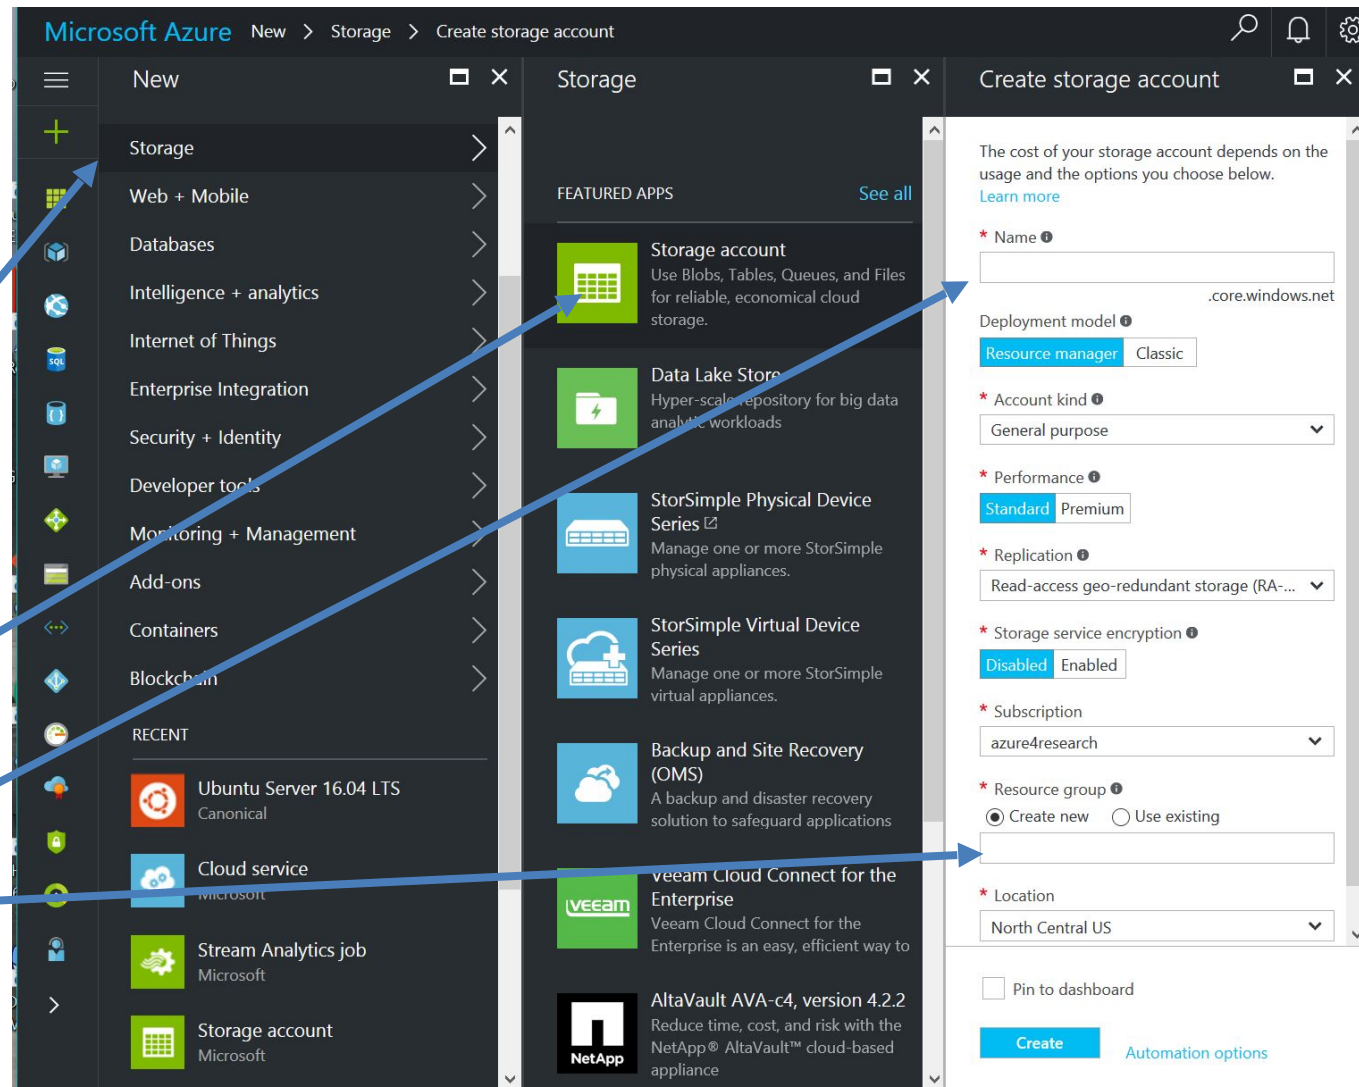 Microsoft Azure New > Storage > Create storage account
New
Storage
Web + Mobile
Databases
Intelligence + analytics
Internet of Things
Enterprise Integration
Security + Identity
Developer tools
Monitoring + Management
Add-ons
Containers
Blockchain
RECENT
Ubuntu Server 16.04 LTS
Canonical
Cloud service
Microsoft
Stream Analytics job
Microsoft
Storage account
Microsoft
SQL
Storage
FEATURED APPS See all
Storage account
Use Blobs, Tables, Queues, and Files
for reliable, economical cloud
storage.
Data Lake Store
Hyper-scale repository for big data
analytic workloads
StorSimple Physical Device
Series
Manage one or more StorSimple
physical appliances.
StorSimple Virtual Device
Series
Manage one or more StorSimple
virtual appliances.
Backup and Site Recovery
(OMS)
A backup and disaster recovery
solution to safeguard applications
veeam
Veeam Cloud Connect for the
Enterprise
Veeam Cloud Connect for the
Enterprise is an easy, efficient way to
NetApp
AltaVault AVA-c4, version 4.2.2
Reduce time, cost, and risk with the
NetApp® AltaVault™ cloud-based
appliance
Create storage account
The cost of your storage account depends on the
usage and the options you choose below.
Learn more
* Name
.core.windows.net
Deployment model
Resource manager Classic
* Account kind
General purpose
* Performance
Standard Premium
* Replication
Read-access geo-redundant storage (RA-...
* Storage service encryption
Disabled Enabled
* Subscription
azure4research
* Resource group
Create new Use existing
* Location
North Central US
Pin to dashboard
Create Automation options